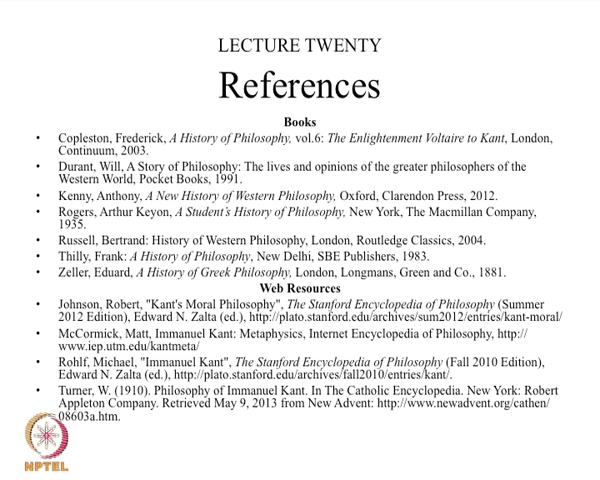 LECTURE TWENTY
References
Books
• Copleston, Frederick, A History of Philosophy, vol.6: The Enlightenment Voltaire to Kant, London,
Continuum, 2003.
• Durant, Will, A Story of Philosophy: The lives and opinions of the greater philosophers of the
Western World, Pocket Books, 1991.
• Kenny, Anthony, A New History of Western Philosophy, Oxford, Clarendon Press, 2012.
• Rogers, Arthur Keyon, A Student's History of Philosophy, New York, The Macmillan Company,
1935.
• Russell, Bertrand: History of Western Philosophy, London, Routledge Classics, 2004.
• Thilly, Frank: A History of Philosophy, New Delhi, SBE Publishers, 1983.
• Zeller, Eduard, A History of Greek Philosophy, London, Longmans, Green and Co., 1881.
Web Resources
• Johnson, Robert, "Kant's Moral Philosophy", The Stanford Encyclopedia of Philosophy (Summer
2012 Edition), Edward N. Zalta (ed.), http://plato.stanford.edu/archives/sum2012/entries/kant-moral/
• McCormick, Matt, Immanuel Kant: Metaphysics, Internet Encyclopedia of Philosophy, http://
www.iep.utm.edu/kantmeta/
• Rohlf, Michael, "Immanuel Kant", The Stanford Encyclopedia of Philosophy (Fall 2010 Edition),
Edward N. Zalta (ed.), http://plato.stanford.edu/archives/fall2010/entries/kant/.
• Turner, W. (1910). Philosophy of Immanuel Kant. In The Catholic Encyclopedia. New York: Robert
Appleton Company. Retrieved May 9, 2013 from New Advent: http://www.newadvent.org/cathen/
08603a.htm.
NPTEL